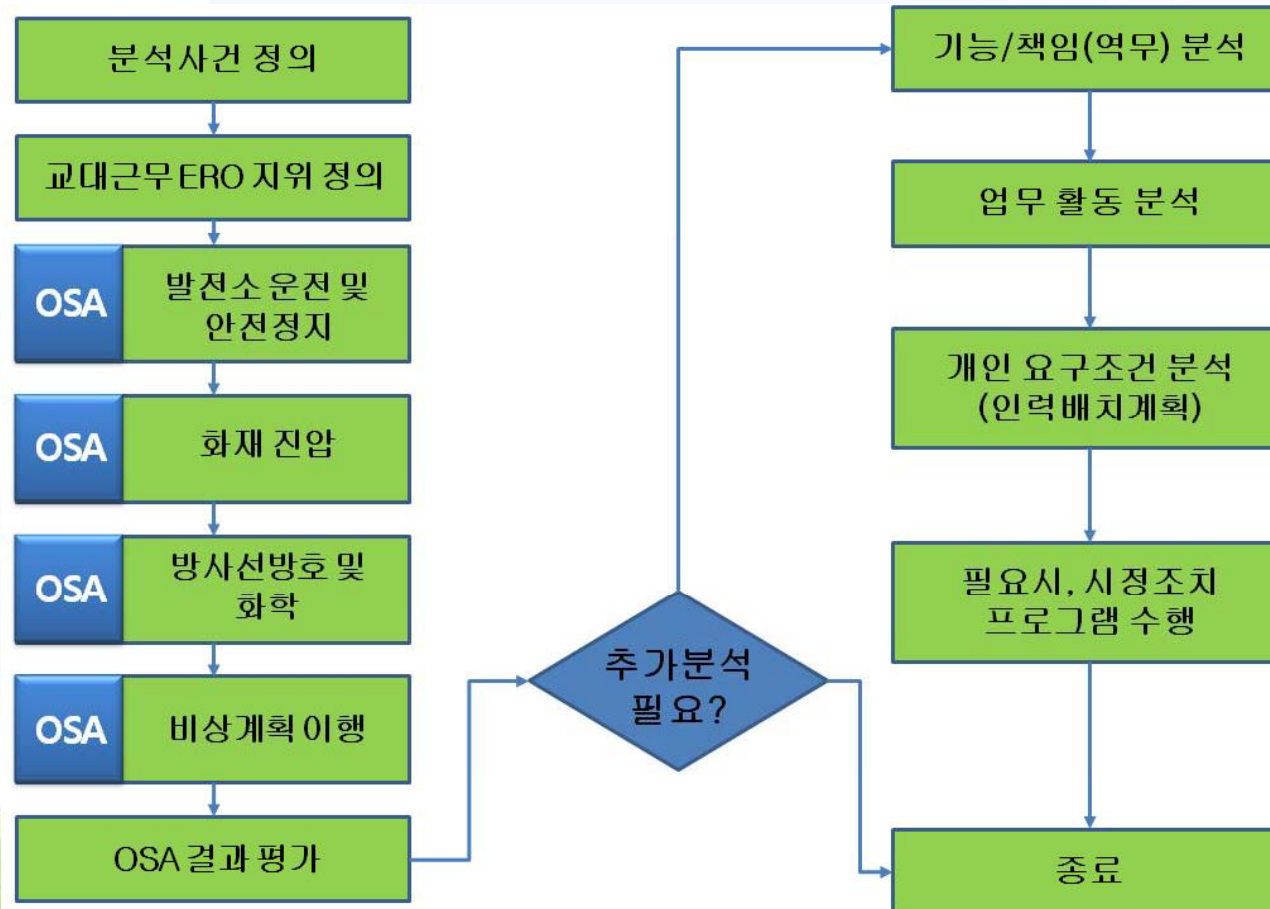 분석사건 정의
교대근무 ERO 지위 정의
OSA
발전소 운전 및
안전정지
OSA
화재 진압
OSA
방사선방호 및
화학
OSA
비상계획 이행
OSA 결과 평가
추가분석
필요?
기능/책임(역무) 분석
업무 활동 분석
개인 요구조건 분석
(인력배치계획)
필요시, 시정조치
프로그램 수행
종료